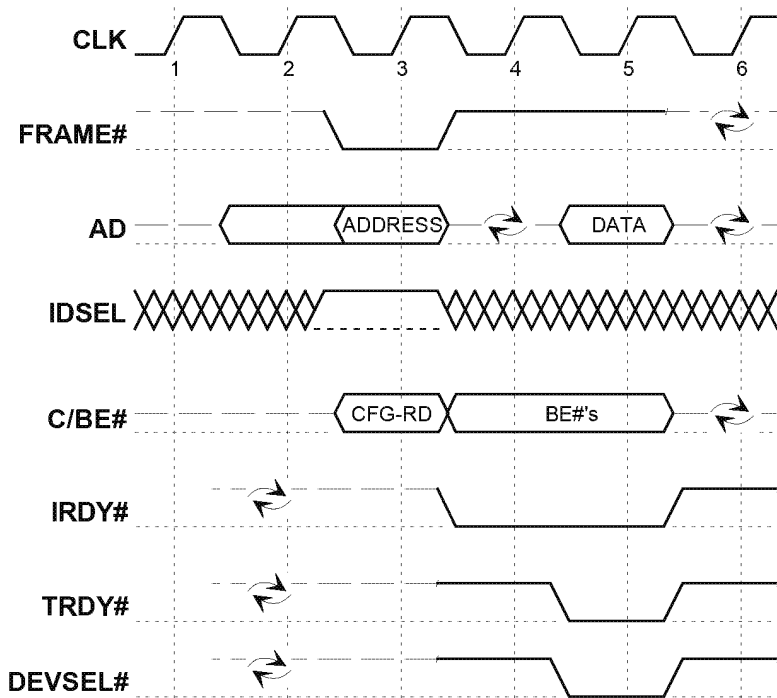 CLK
1 2 3 4 5 6
FRAME#
AD
ADDRESS
DATA
IDSEL
C/BE#
CFG-RD
BE#'s
IRDY#
TRDY#
DEVSEL#